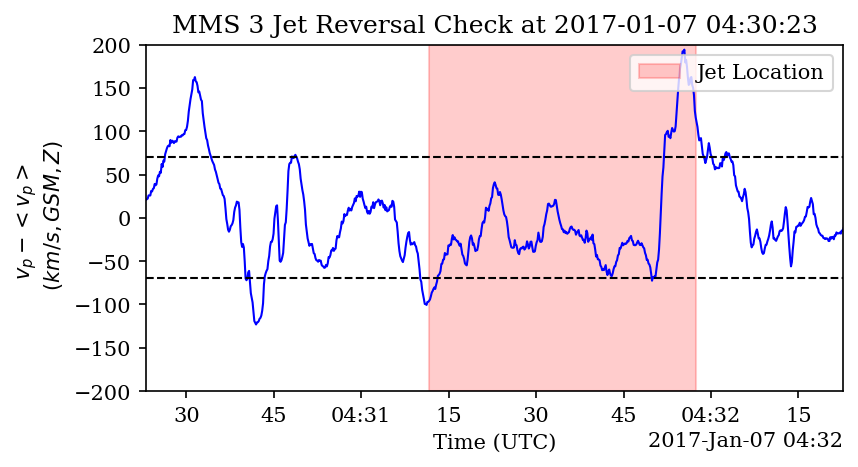 MMS 3 Jet Reversal Check at 2017-01-07 04:30:23
Jet Location
v_p − <v_p>
(km/s, GSM, Z)
200
150
100
50
0
−50
−100
−150
−200
30 45 04:31 15 30 45 04:32 15
Time (UTC)
2017-Jan-07 04:32